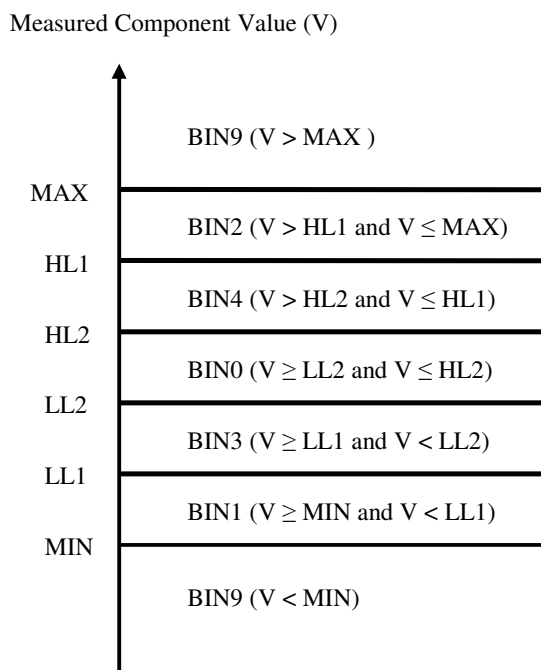 Measured Component Value (V)
BIN9 (V > MAX )
MAX
BIN2 (V > HL1 and V ≤ MAX)
HL1
BIN4 (V > HL2 and V ≤ HL1)
HL2
BIN0 (V ≥ LL2 and V ≤ HL2)
LL2
BIN3 (V ≥ LL1 and V < LL2)
LL1
BIN1 (V ≥ MIN and V < LL1)
MIN
BIN9 (V < MIN)